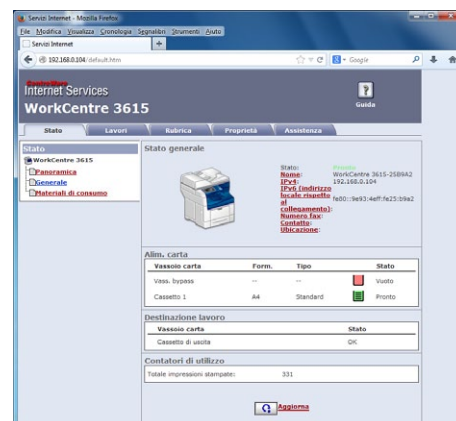 Servizi Internet - Mozilla Firefox
File Modifica Visualizza Cronologia Segnalibri Strumenti Aiuto
Servizi Internet
192.168.0.104/default.htm
Google
CentreWare
Internet Services
WorkCentre 3615
Guida
Stato Lavori Rubrica Proprietà Assistenza
Stato
WorkCentre 3615
Panoramica
Generale
Materiali di consumo
Stato generale
Stato: Pronto
Nome: WorkCentre 3615-25B9A2
IPv4: 192.168.0.104
IPv6 (indirizzo locale rispetto al collegamento): fe80::9e93:4eff:fe25:b9a2
Numero fax:
Contatto:
Ubicazione:
Alim. carta
Vassoio carta Form. Tipo Stato
Vass. bypass -- -- Vuoto
Cassetto 1 A4 Standard Pronto
Destinazione lavoro
Vassoio carta Stato
Cassetto di uscita OK
Contatori di utilizzo
Totale impressioni stampate: 331
Aggiorna